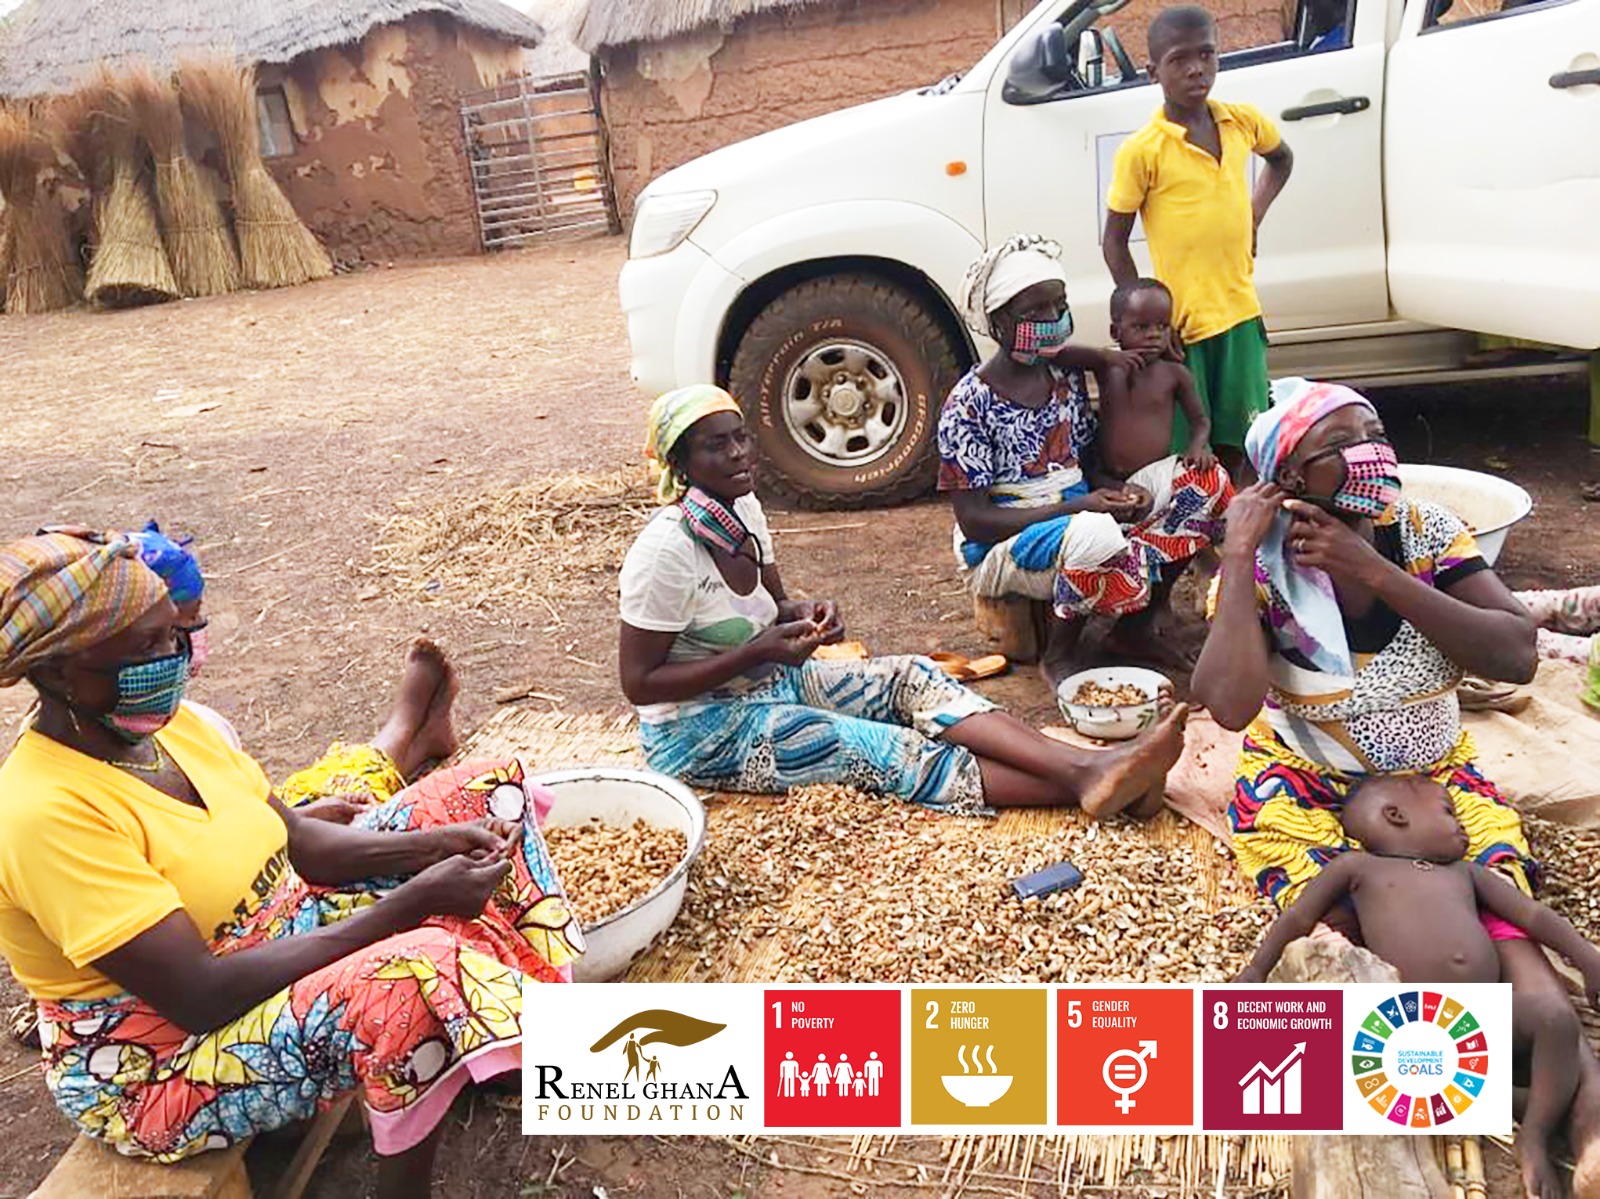 All-Terrain T/A
BFGoodrich
Appl
RENEL GHANA
FOUNDATION
1 NO
POVERTY
2 ZERO
HUNGER
5 GENDER
EQUALITY
8 DECENT WORK AND
ECONOMIC GROWTH
SUSTAINABLE
DEVELOPMENT
GOALS